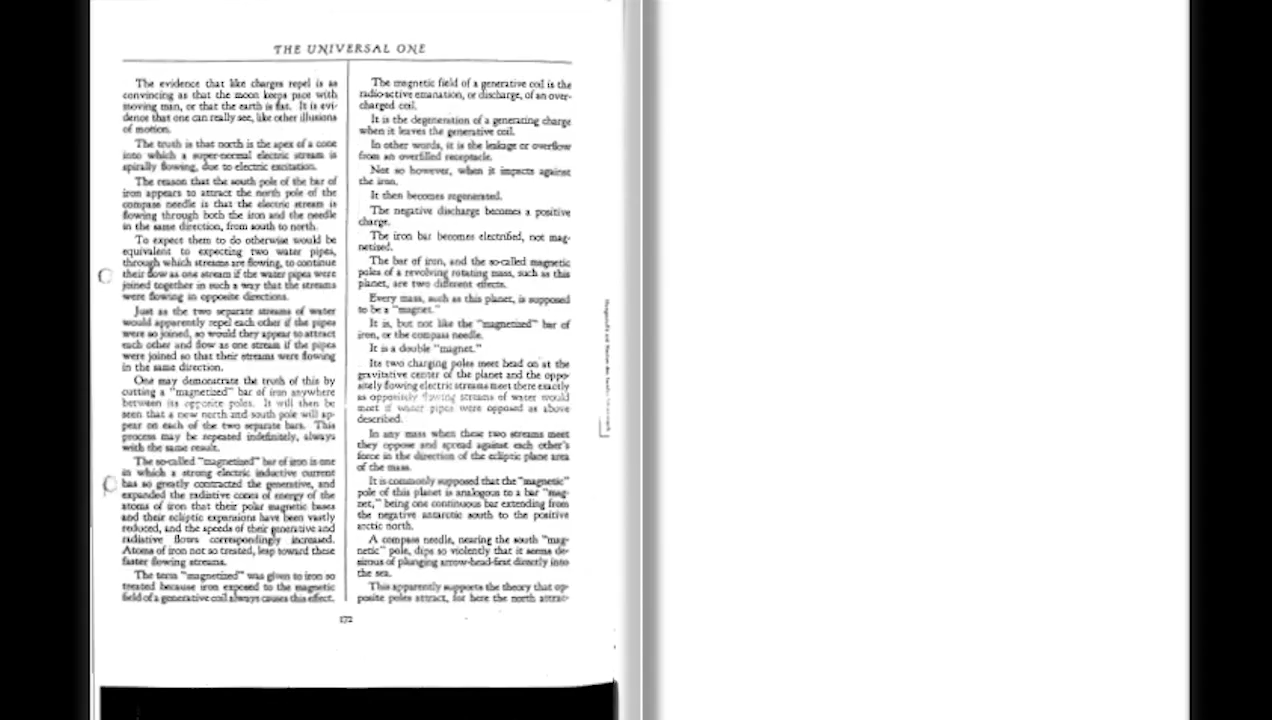 THE UNIVERSAL ONE
The evidence that like charges repel is as
convincing as that the moon keeps pace with
moving man, or that the earth is flat. It is evi-
dence that one can really see, like other illusions
of motion.
The truth is that north is the apex of a cone
into which a super-normal electric stream is
spirally flowing, due to electric excitation.
The reason that the south pole of the bar of
iron appears to attract the north pole of the
compass needle is that the electric stream is
flowing through both the iron and the needle
in the same direction, from south to north.
To expect them to do otherwise would be
equivalent to expecting two water pipes,
through which streams are flowing, to continue
their flow as one stream if the water pipes were
joined together in such a way that the streams
were flowing in opposite directions.
Just as the two separate streams of water
would apparently repel each other if the pipes
were so joined, so would they appear to attract
each other and flow as one stream if the pipes
were joined so that their streams were flowing
in the same direction.
One may demonstrate the truth of this by
cutting a "magnetized" bar of iron anywhere
between its opposite poles. It will then be
seen that a new north and south pole will ap-
pear on each of the two separate bars. This
process may be repeated indefinitely, always
with the same result.
The so-called "magnetized" bar of iron is one
in which a strong electric inductive current
has so greatly contracted the generative, and
expanded the radiative cones of energy of the
atoms of iron that their polar magnetic bases
and their ecliptic expansions have been vastly
reduced, and the speeds of their generative and
radiative flows correspondingly increased.
Atoms of iron not so treated, leap toward these
faster flowing streams.
The term "magnetized" was given to iron so
treated because iron exposed to the magnetic
field of a generative coil always causes this effect.
The magnetic field of a generative coil is the
radio-active emanation, or discharge, of an over-
charged coil.
It is the degeneration of a generating charge
when it leaves the generative coil.
In other words, it is the leakage or overflow
from an overfilled receptacle.
Not so however, when it impacts against
the iron.
It then becomes regenerated.
The negative discharge becomes a positive
charge.
The iron bar becomes electrified, not mag-
netized.
The bar of iron, and the so-called magnetic
poles of a revolving rotating mass, such as this
planet, are two different effects.
Every mass, such as this planet, is supposed
to be a "magnet."
It is, but not like the "magnetized" bar of
iron, or the compass needle.
It is a double "magnet."
Its two charging poles meet head on at the
gravitative center of the planet and the oppo-
sitely flowing electric streams meet there exactly
as oppositely flowing streams of water would
meet if water pipes were opposed as above
described.
In any mass when these two streams meet
they oppose and spread against each other's
force in the direction of the ecliptic plane area
of the mass.
It is commonly supposed that the "magnetic"
pole of this planet is analogous to a bar "mag-
net," being one continuous bar extending from
the negative antarctic south to the positive
arctic north.
A compass needle, nearing the south "mag-
netic" pole, dips so violently that it seems de-
sirous of plunging arrow-head-first directly into
the sea.
This apparently supports the theory that op-
posite poles attract, for here the north attrac-
172